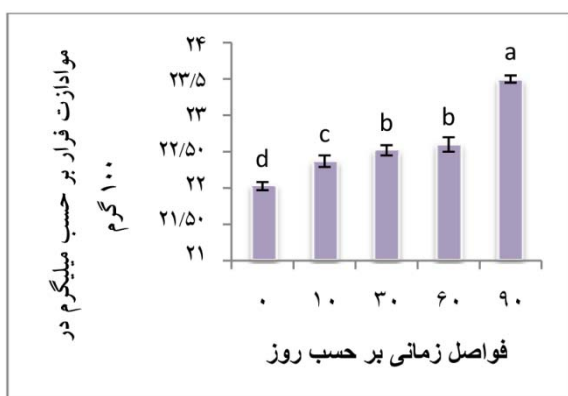 موادازت فرار بر حسب میلیگرم در
۱۰۰ گرم
۲۴
۲۳/۵
۲۳
۲۲/۵۰
۲۲
۲۱/۵۰
۲۱
a
b
b
c
d
۰ ۱۰ ۳۰ ۶۰ ۹۰
فواصل زمانی بر حسب روز